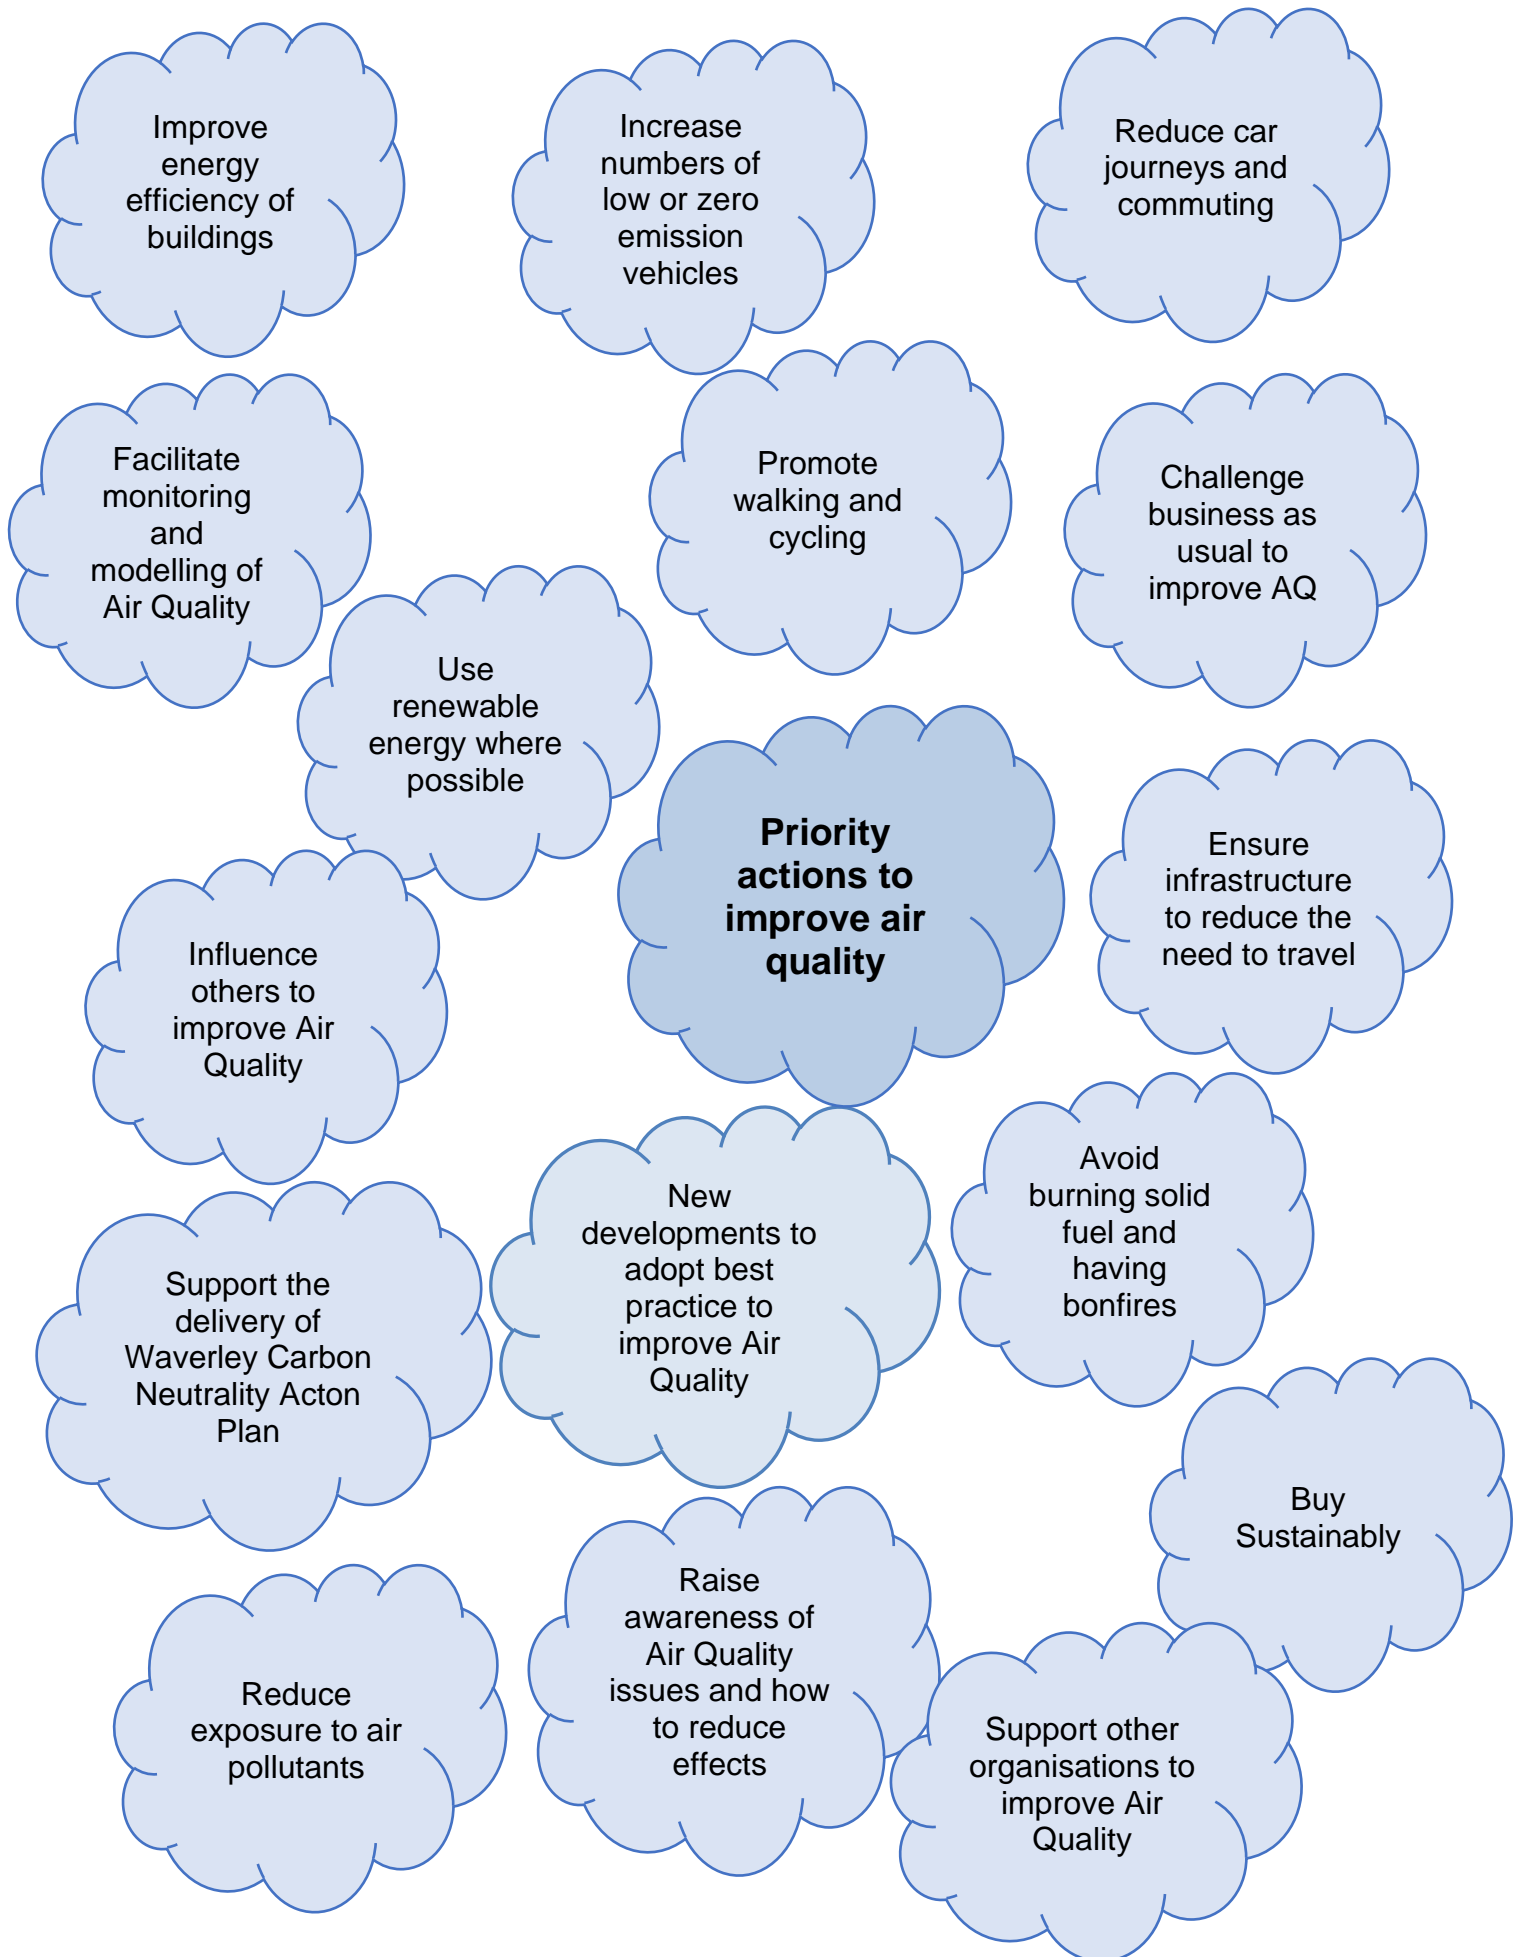 Improve
energy
efficiency of
buildings
Increase
numbers of
low or zero
emission
vehicles
Reduce car
journeys and
commuting
Facilitate
monitoring
and
modelling of
Air Quality
Promote
walking and
cycling
Challenge
business as
usual to
improve AQ
Use
renewable
energy where
possible
Priority
actions to
improve air
quality
Ensure
infrastructure
to reduce the
need to travel
Influence
others to
improve Air
Quality
New
developments to
adopt best
practice to
improve Air
Quality
Avoid
burning solid
fuel and
having
bonfires
Support the
delivery of
Waverley Carbon
Neutrality Acton
Plan
Buy
Sustainably
Raise
awareness of
Air Quality
issues and how
to reduce
effects
Reduce
exposure to air
pollutants
Support other
organisations to
improve Air
Quality